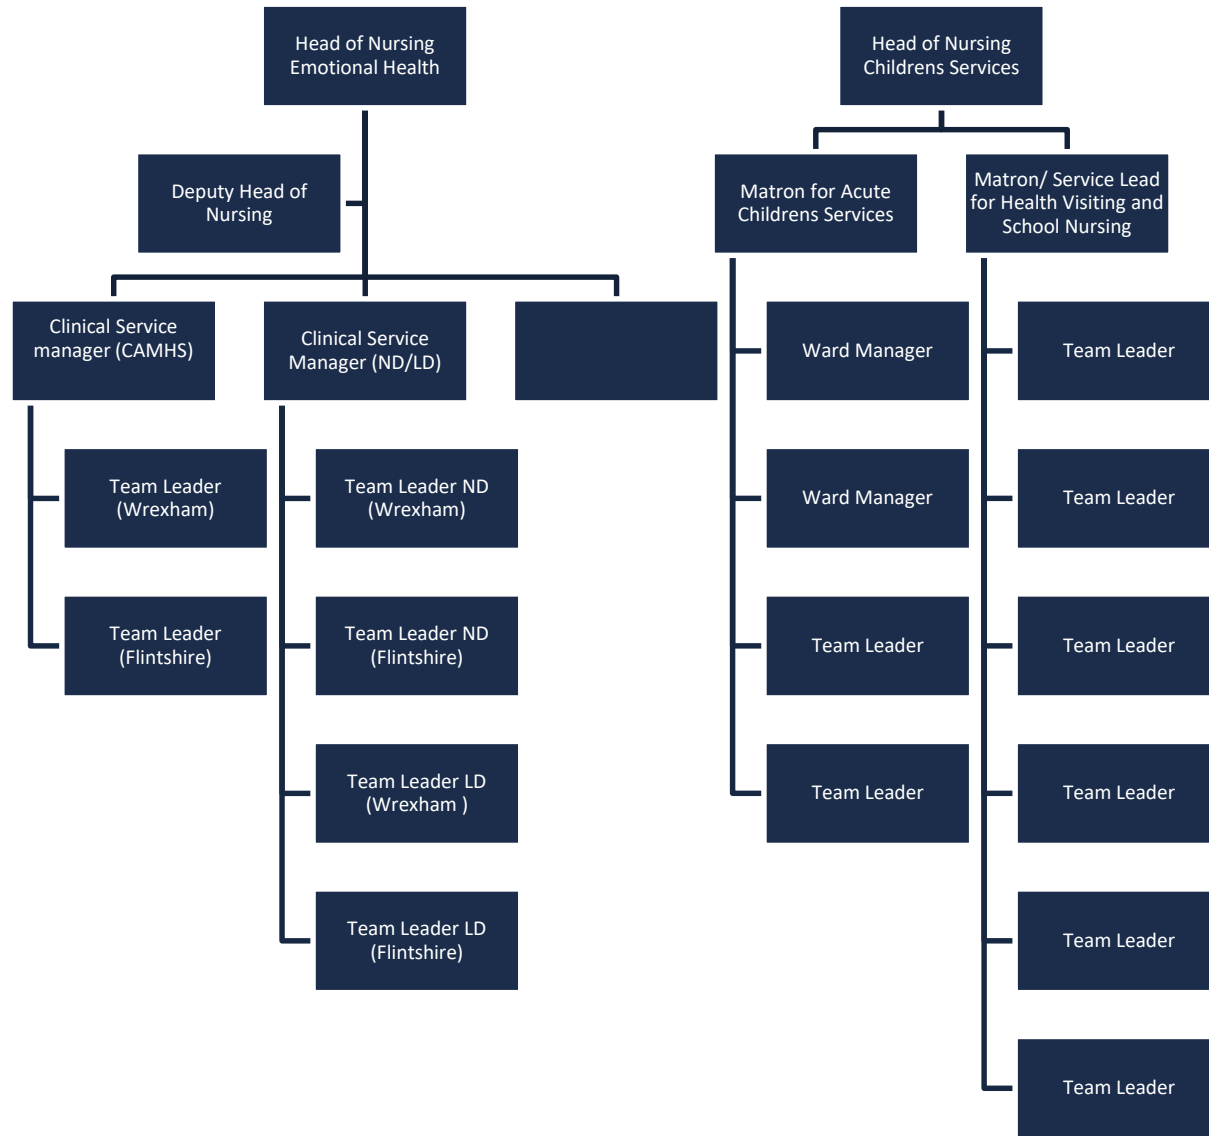 Head of Nursing
Emotional Health
Head of Nursing
Childrens Services
Deputy Head of
Nursing
Matron for Acute
Childrens Services
Matron/ Service Lead
for Health Visiting and
School Nursing
Clinical Service
manager (CAMHS)
Clinical Service
Manager (ND/LD)
Ward Manager
Team Leader
Team Leader
(Wrexham)
Team Leader ND
(Wrexham)
Ward Manager
Team Leader
Team Leader
(Flintshire)
Team Leader ND
(Flintshire)
Team Leader
Team Leader
Team Leader LD
(Wrexham )
Team Leader
Team Leader
Team Leader LD
(Flintshire)
Team Leader
Team Leader